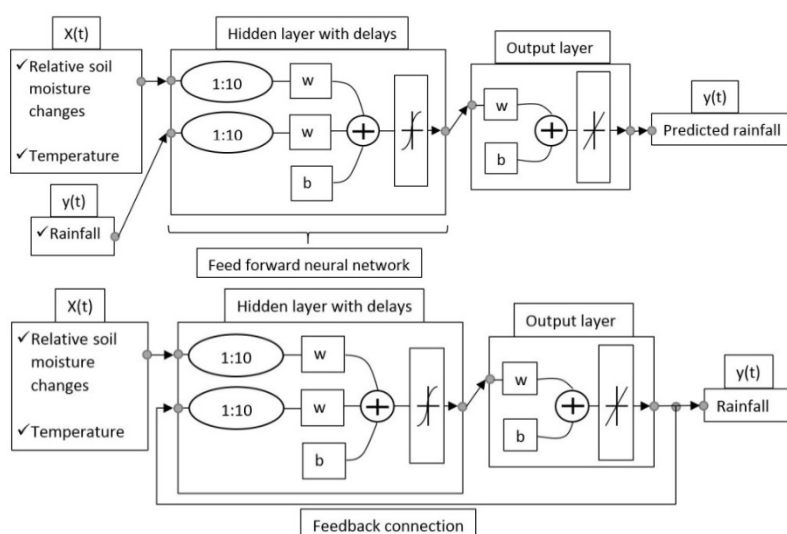 X(t)
Hidden layer with delays
Output layer
✓Relative soil
moisture
changes
✓Temperature
1:10
w
1:10
w
b
w
b
y(t)
Predicted rainfall
y(t)
✓Rainfall
Feed forward neural network
X(t)
Hidden layer with delays
Output layer
✓Relative soil
moisture
changes
✓Temperature
1:10
w
1:10
w
b
w
b
y(t)
Rainfall
Feedback connection